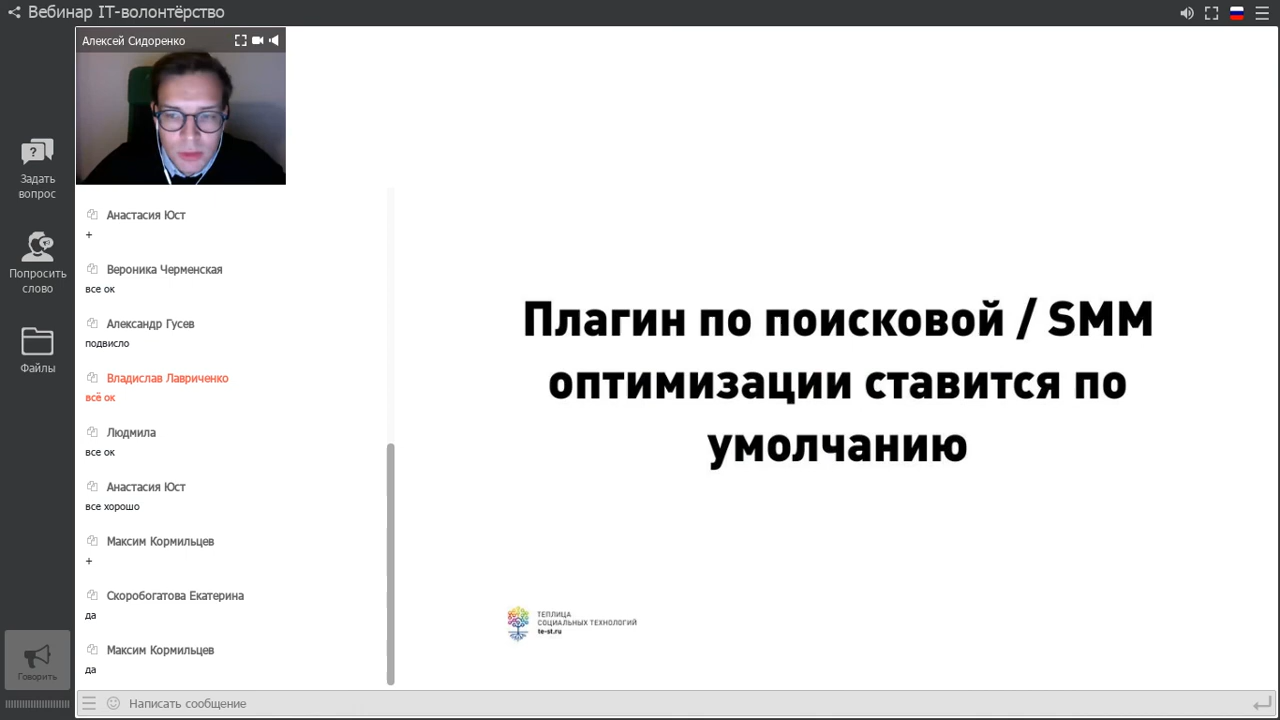 Вебинар IT-волонтёрство
Алексей Сидоренко
Задать
вопрос
Попросить
слово
Файлы
Говорить
Анастасия Юст
+
Вероника Черменская
все ок
Александр Гусев
подвисло
Владислав Лавриченко
всё ок
Людмила
все ок
Анастасия Юст
все хорошо
Максим Кормильцев
+
Скоробогатова Екатерина
да
Максим Кормильцев
да
Написать сообщение
Плагин по поисковой / SMM
оптимизации ставится по
умолчанию
ТЕПЛИЦА
СОЦИАЛЬНЫХ ТЕХНОЛОГИЙ
te-st.ru